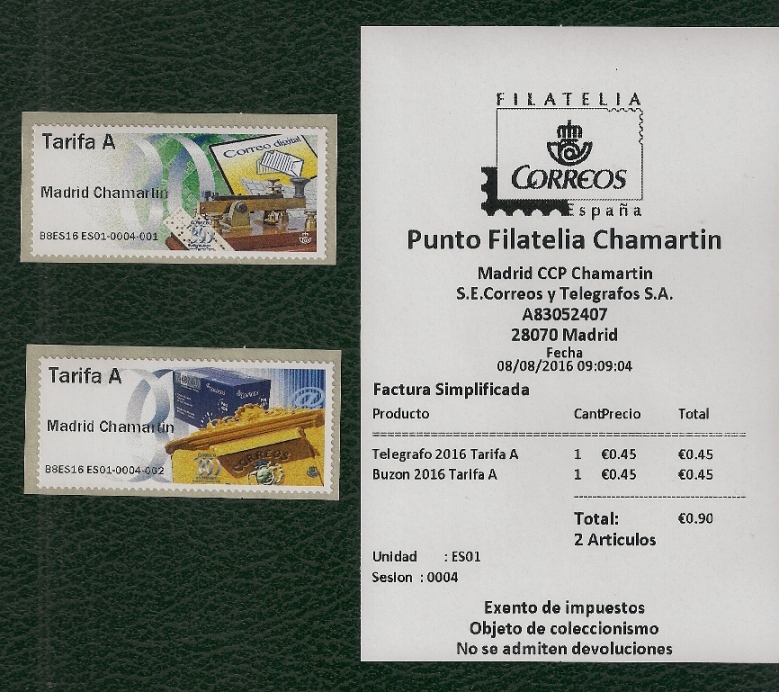 Tarifa A
Correo digital
Madrid Chamartin
B8ES16 ES01-0004-001
Tarifa A
Madrid Chamartin
CORREOS
B8ES16 ES01-0004-002
FILATELIA
CORREOS
España
Punto Filatelia Chamartin
Madrid CCP Chamartin
S.E.Correos y Telegrafos S.A.
A83052407
28070 Madrid
Fecha
08/08/2016 09:09:04
Factura Simplificada
Producto CantPrecio Total
Telegrafo 2016 Tarifa A 1 €0.45 €0.45
Buzon 2016 Tarifa A 1 €0.45 €0.45
Total: €0.90
2 Articulos
Unidad : ES01
Sesion : 0004
Exento de impuestos
Objeto de coleccionismo
No se admiten devoluciones